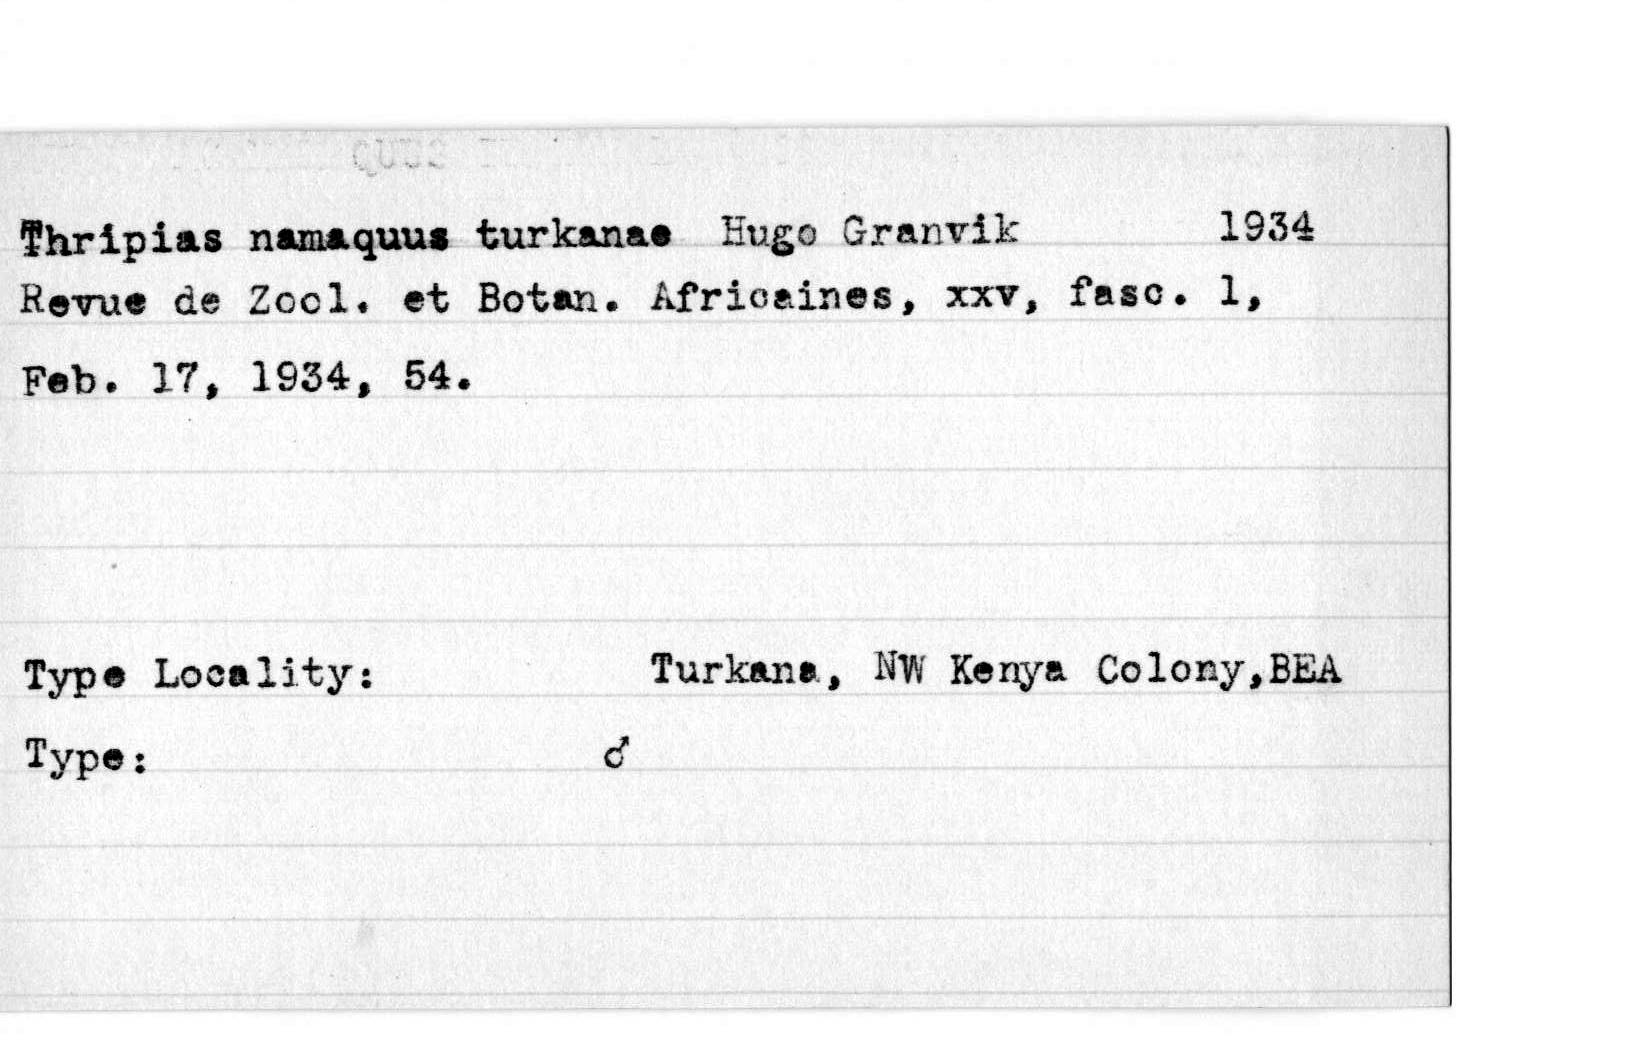 Thripias namaquus turkanae Hugo Granvik 1934
Revue de Zool. et Botan. Africaines, xxv, fasc. 1,
Feb. 17, 1934, 54.
Type Locality: Turkana, NW Kenya Colony,BEA
Type: ♂